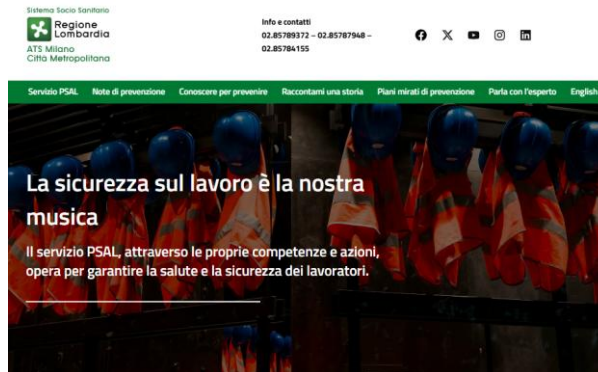 Sistema Socio Sanitario
Regione
Lombardia
ATS Milano
Città Metropolitana
Info e contatti
02.85789372 – 02.85787948 –
02.85784155
Servizio PSAL Note di prevenzione Conoscere per prevenire Raccontami una storia Piani mirati di prevenzione Parla con l'esperto English
La sicurezza sul lavoro è la nostra
musica
Il servizio PSAL, attraverso le proprie competenze e azioni,
opera per garantire la salute e la sicurezza dei lavoratori.